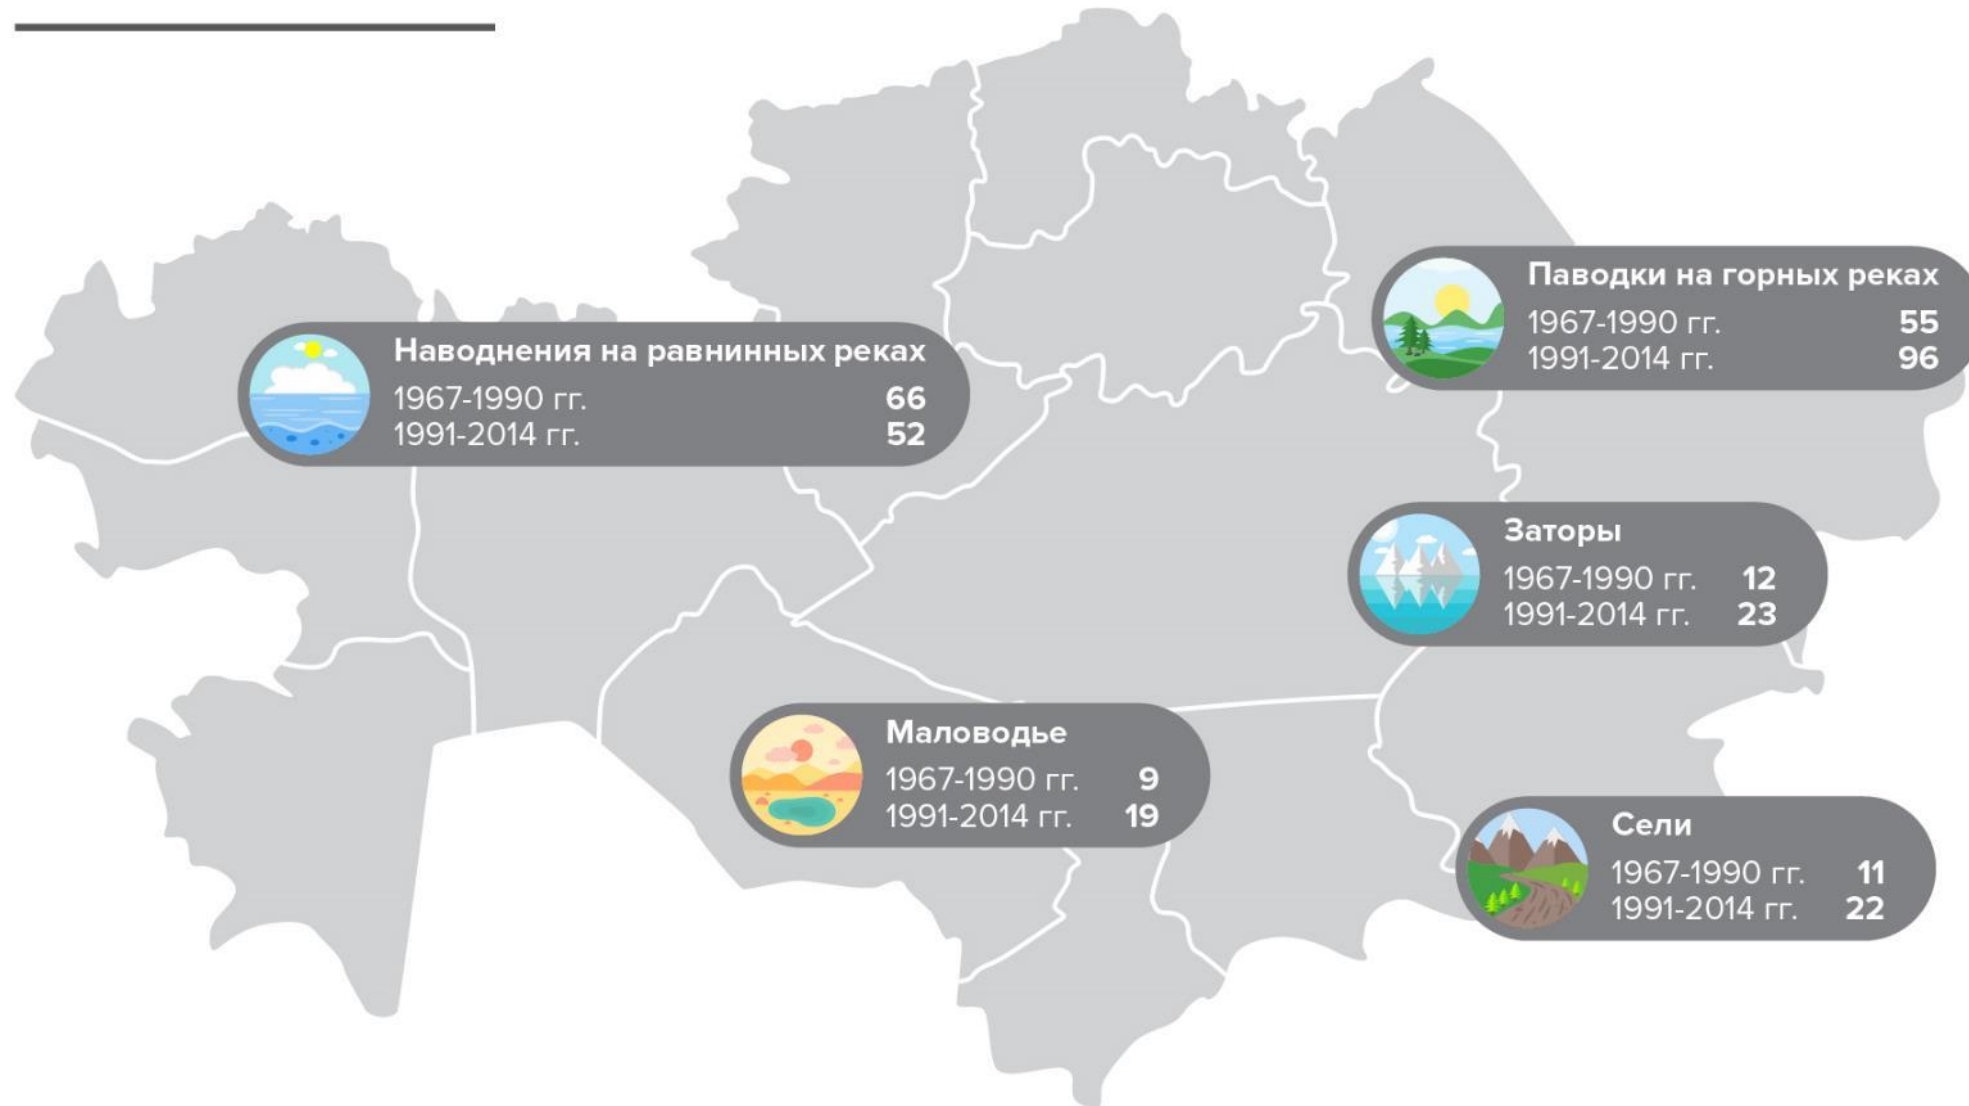 Паводки на горных реках
1967-1990 гг. 55
1991-2014 гг. 96
Наводнения на равнинных реках
1967-1990 гг. 66
1991-2014 гг. 52
Заторы
1967-1990 гг. 12
1991-2014 гг. 23
Маловодье
1967-1990 гг. 9
1991-2014 гг. 19
Сели
1967-1990 гг. 11
1991-2014 гг. 22